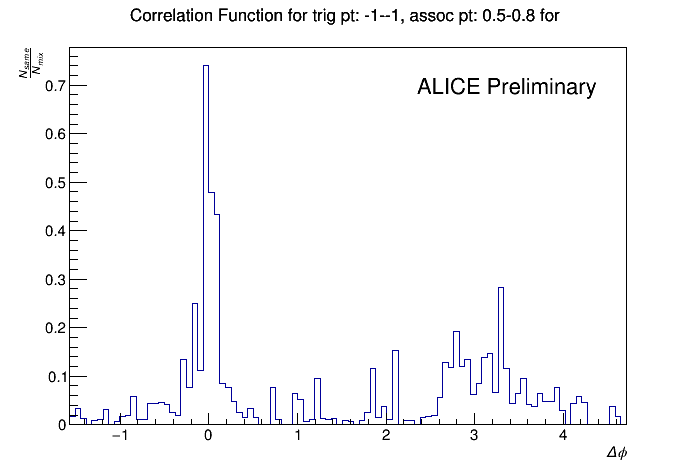 Correlation Function for trig pt: -1--1, assoc pt: 0.5-0.8 for
N_same
N_mix
ALICE Preliminary
0.7
0.6
0.5
0.4
0.3
0.2
0.1
0
−1 0 1 2 3 4
Δϕ